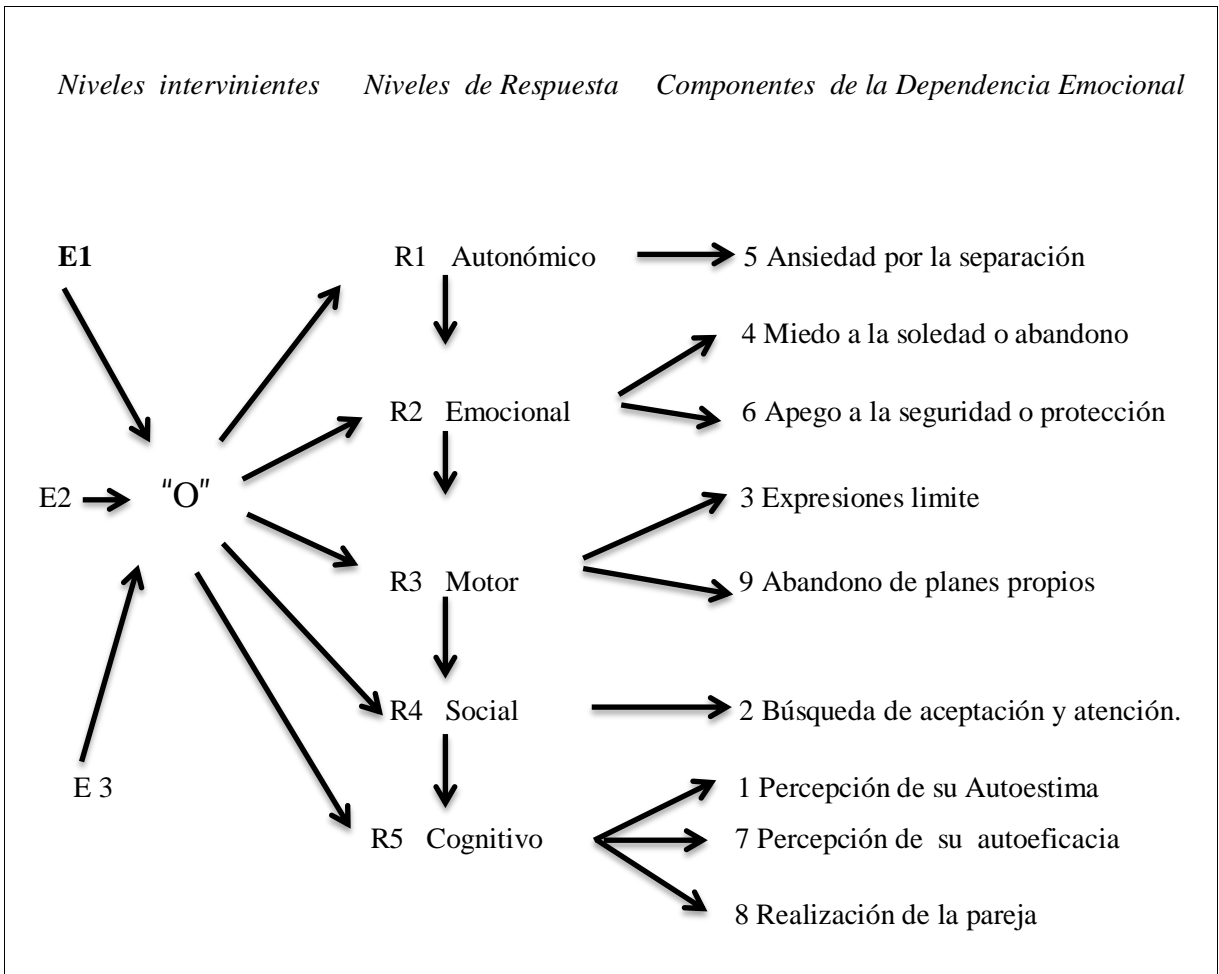 Niveles intervinientes Niveles de Respuesta Componentes de la Dependencia Emocional
E1 R1 Autonómico 5 Ansiedad por la separación
4 Miedo a la soledad o abandono
R2 Emocional 6 Apego a la seguridad o protección
E2 "O" 3 Expresiones limite
R3 Motor 9 Abandono de planes propios
R4 Social 2 Búsqueda de aceptación y atención.
E 3 1 Percepción de su Autoestima
R5 Cognitivo 7 Percepción de su autoeficacia
8 Realización de la pareja